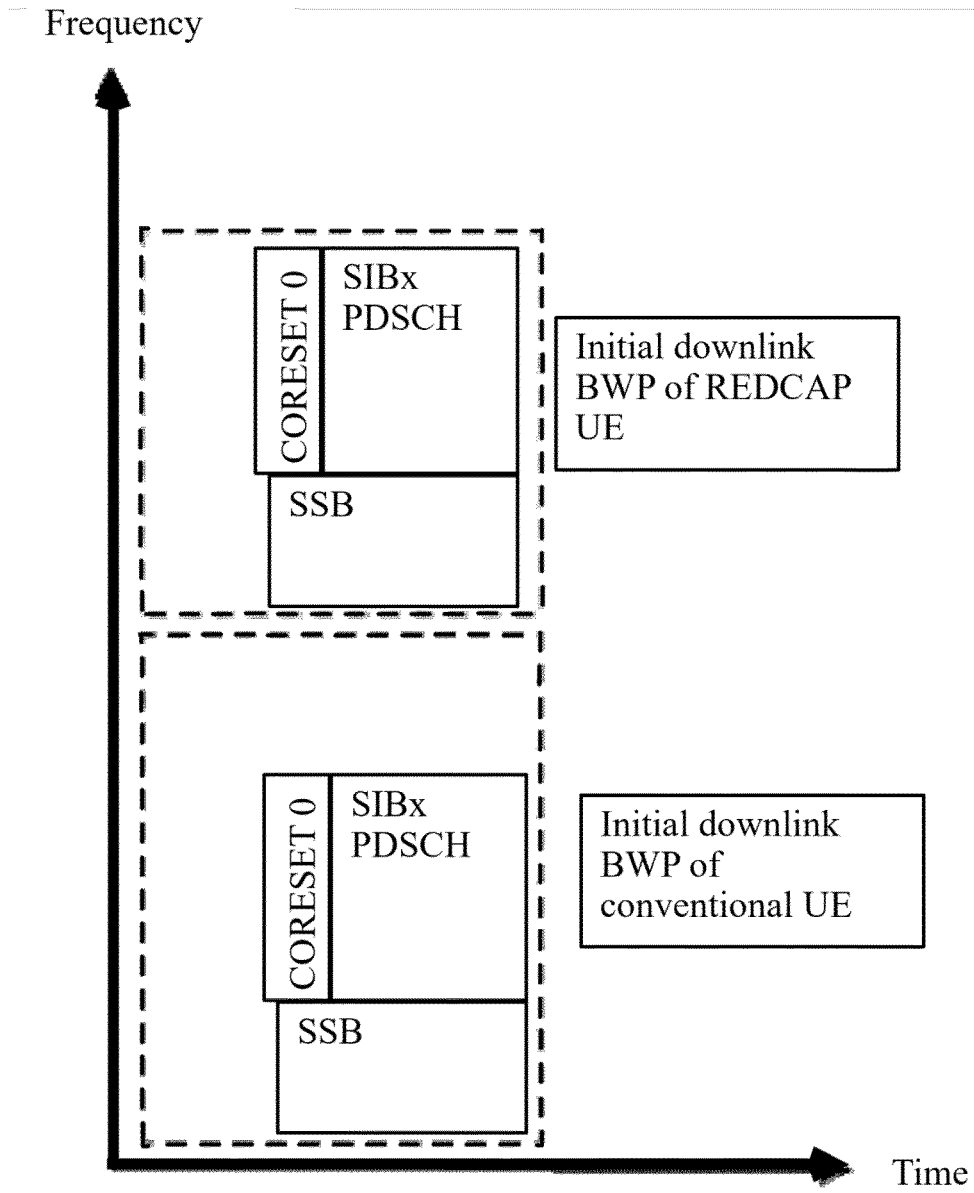 Frequency
CORESET 0
SIBx
PDSCH
SSB
Initial downlink
BWP of REDCAP
UE
CORESET 0
SIBx
PDSCH
SSB
Initial downlink
BWP of
conventional UE
Time